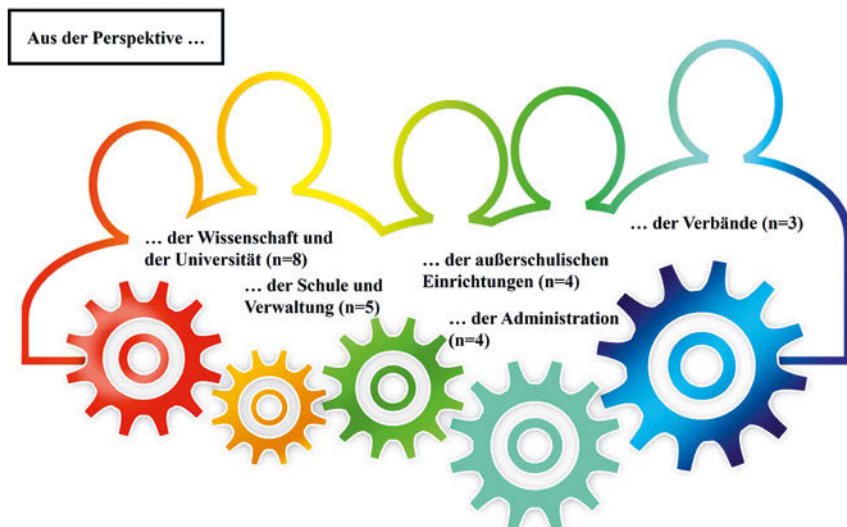 Aus der Perspektive …
… der Wissenschaft und
der Universität (n=8)
… der Schule und
Verwaltung (n=5)
… der außerschulischen
Einrichtungen (n=4)
… der Administration
(n=4)
… der Verbände (n=3)